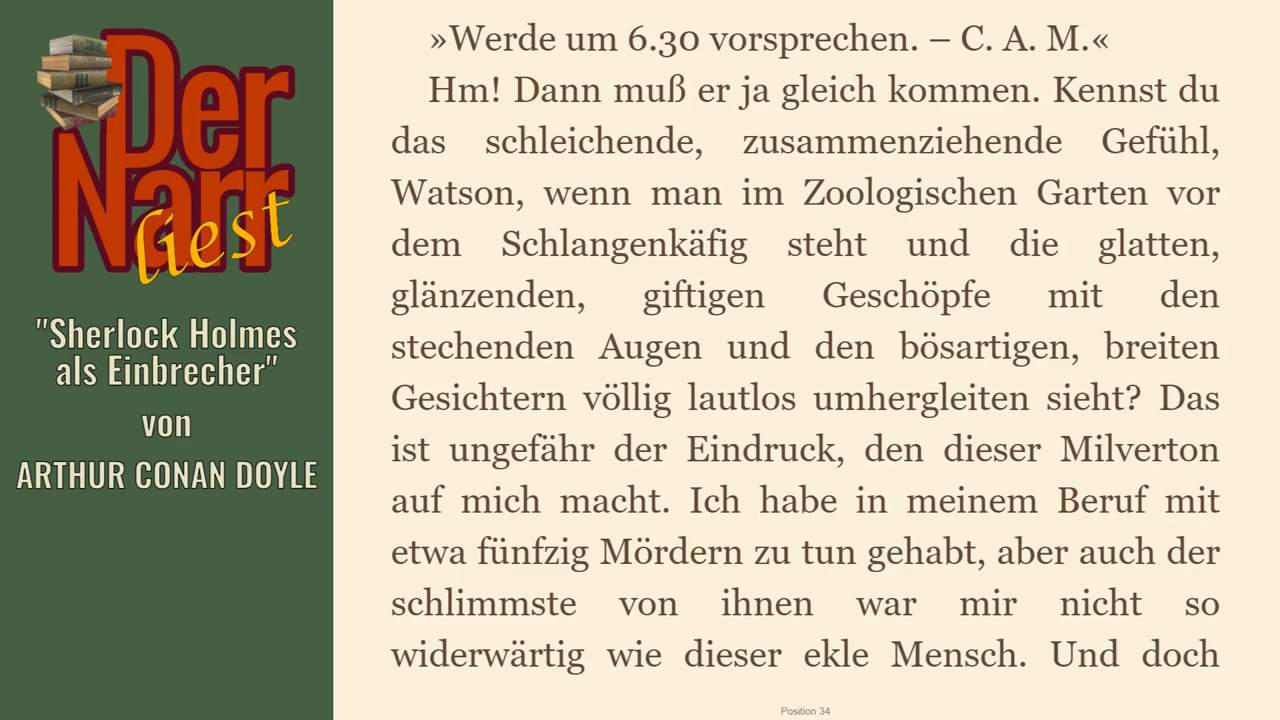 Der
Narr
liest
"Sherlock Holmes
als Einbrecher"
von
ARTHUR CONAN DOYLE
»Werde um 6.30 vorsprechen. – C. A. M.«
Hm! Dann muß er ja gleich kommen. Kennst du
das schleichende, zusammenziehende Gefühl,
Watson, wenn man im Zoologischen Garten vor
dem Schlangenkäfig steht und die glatten,
glänzenden, giftigen Geschöpfe mit den
stechenden Augen und den bösartigen, breiten
Gesichtern völlig lautlos umhergleiten sieht? Das
ist ungefähr der Eindruck, den dieser Milverton
auf mich macht. Ich habe in meinem Beruf mit
etwa fünfzig Mördern zu tun gehabt, aber auch der
schlimmste von ihnen war mir nicht so
widerwärtig wie dieser ekle Mensch. Und doch
Position 34